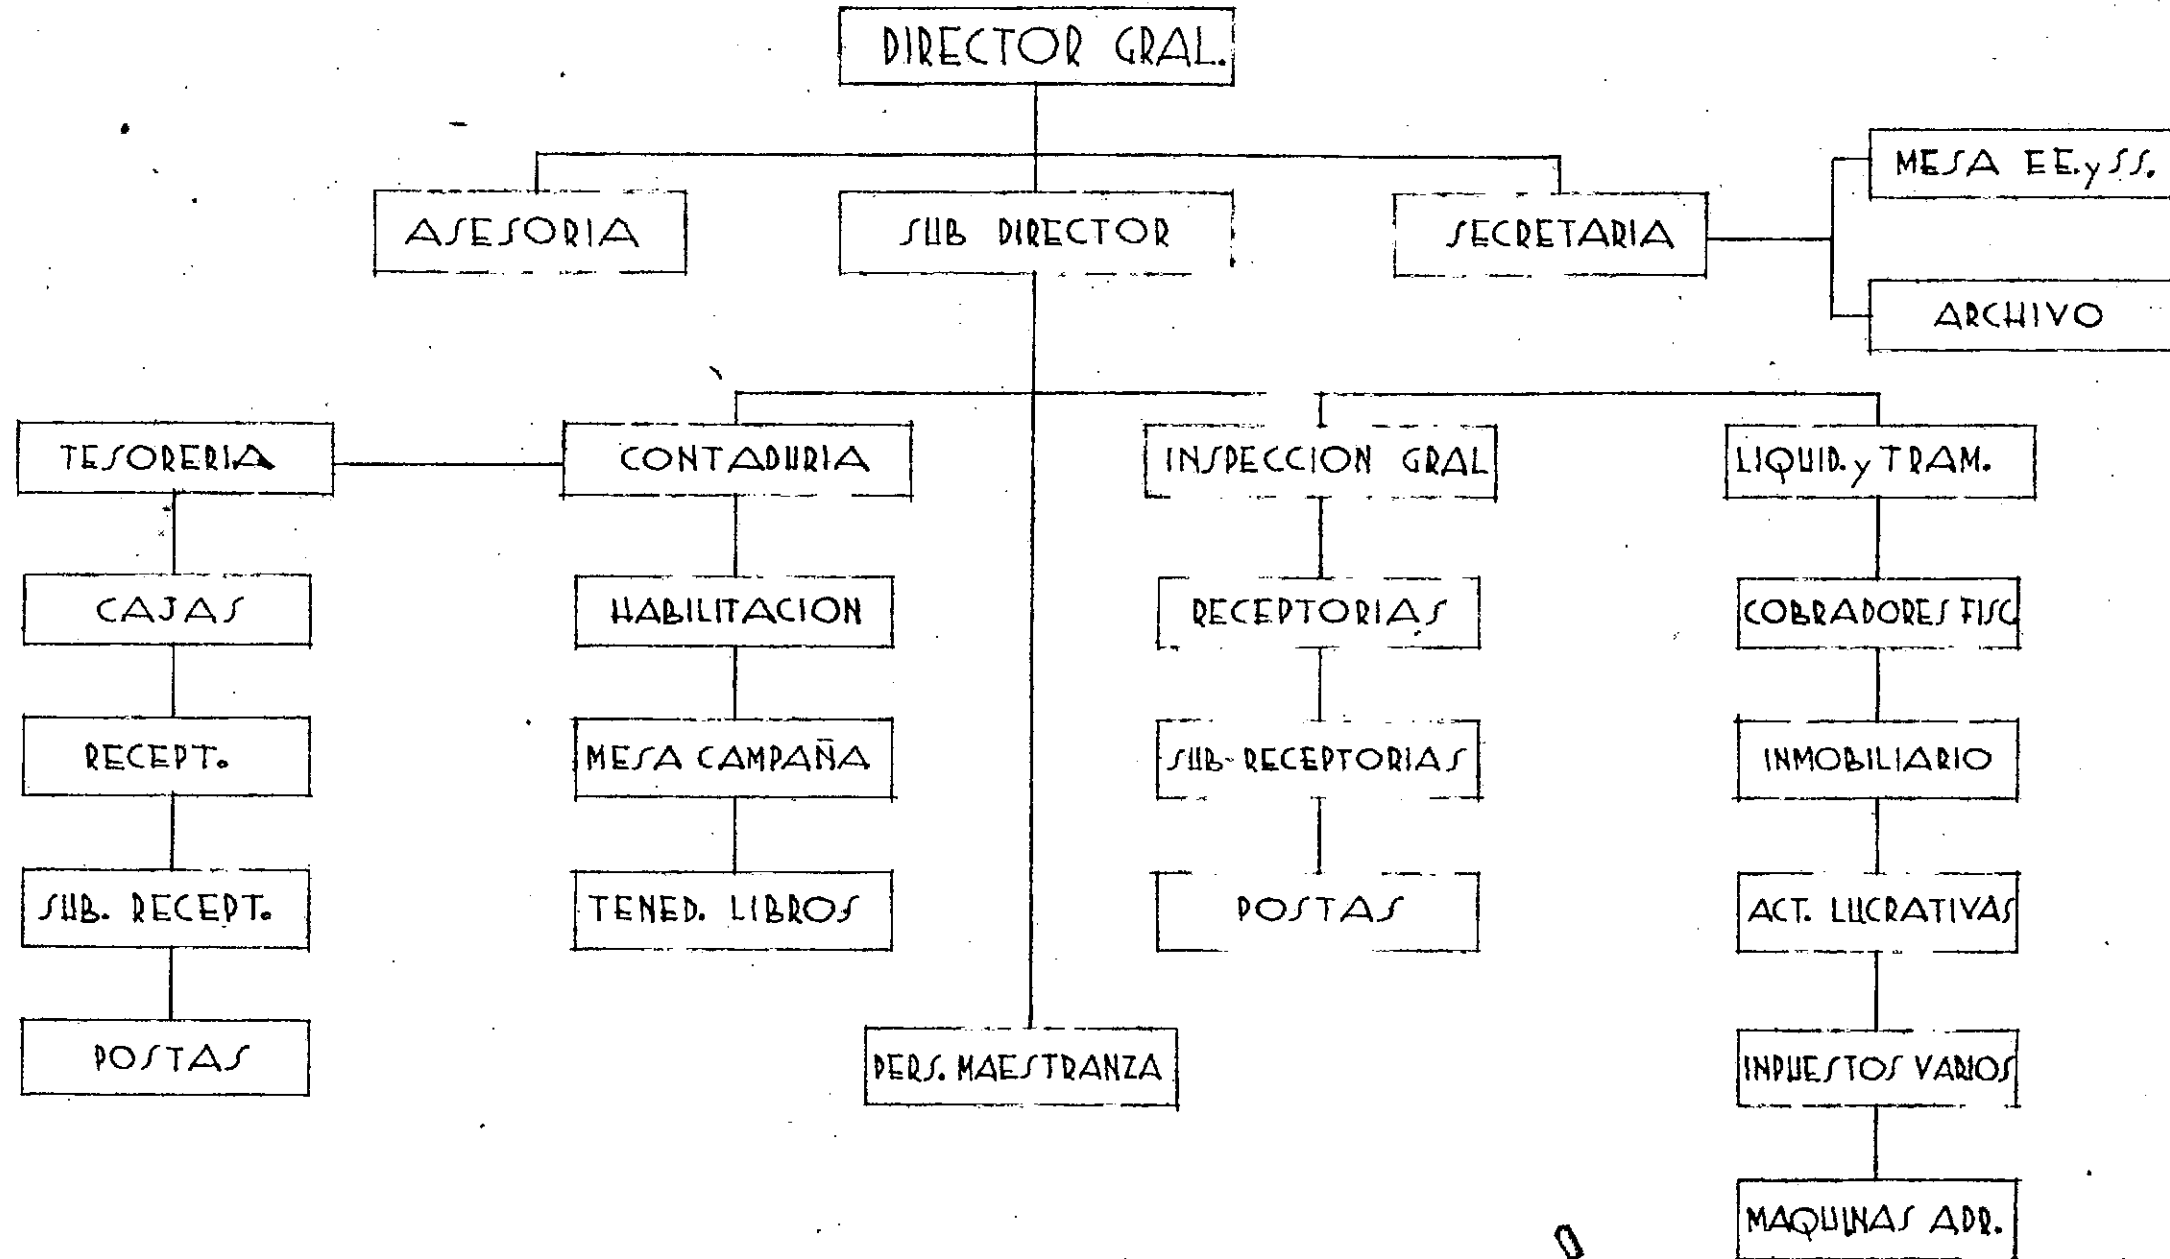 DIRECTOR GRAL.
ASESORIA
SUB DIRECTOR
SECRETARIA
MESA EE. y SS.
ARCHIVO
TESORERIA
CONTADURIA
INSPECCION GRAL
LIQUID. y TRAM.
CAJAS
HABILITACION
RECEPTORIAS
COBRADORES FISC
RECEPT.
MESA CAMPAÑA
SUB-RECEPTORIAS
INMOBILIARIO
SUB. RECEPT.
TENED. LIBROS
POSTAS
ACT. LUCRATIVAS
POSTAS
PERS. MAESTRANZA
INPUESTOS VARIOS
MAQUINAS ADR.